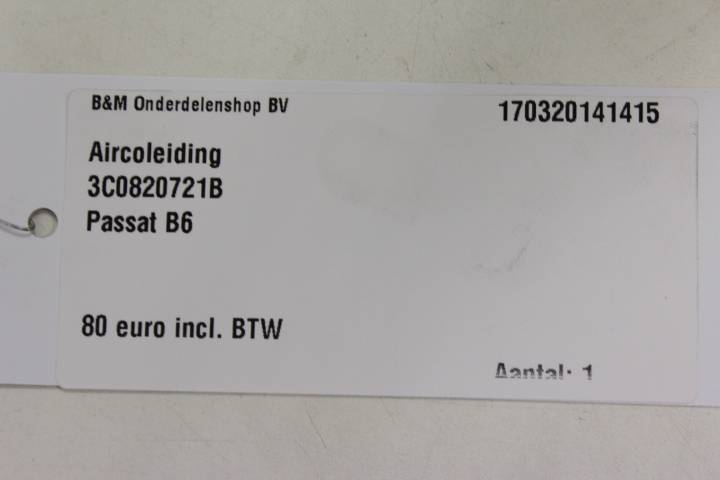 B&M Onderdelenshop BV
170320141415
Aircoleiding
3C0820721B
Passat B6
80 euro incl. BTW
Aantal: 1